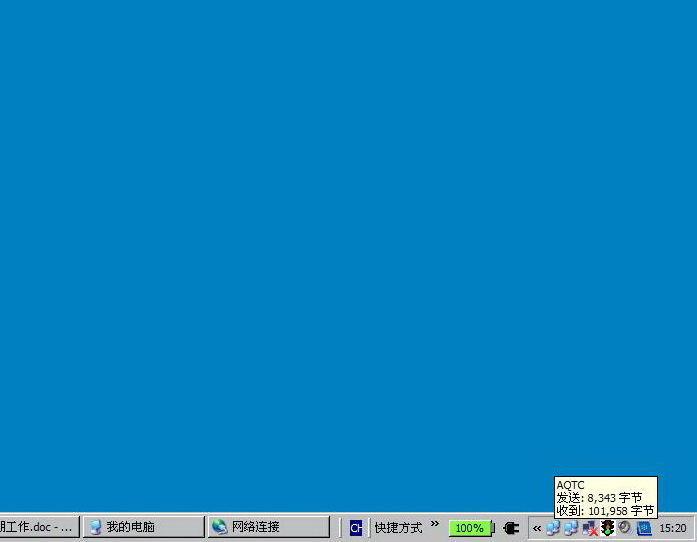 AQTC
发送: 8,343 字节
收到: 101,958 字节
工作.doc - ...
我的电脑
网络连接
CH
快捷方式 »
100%
«
15:20